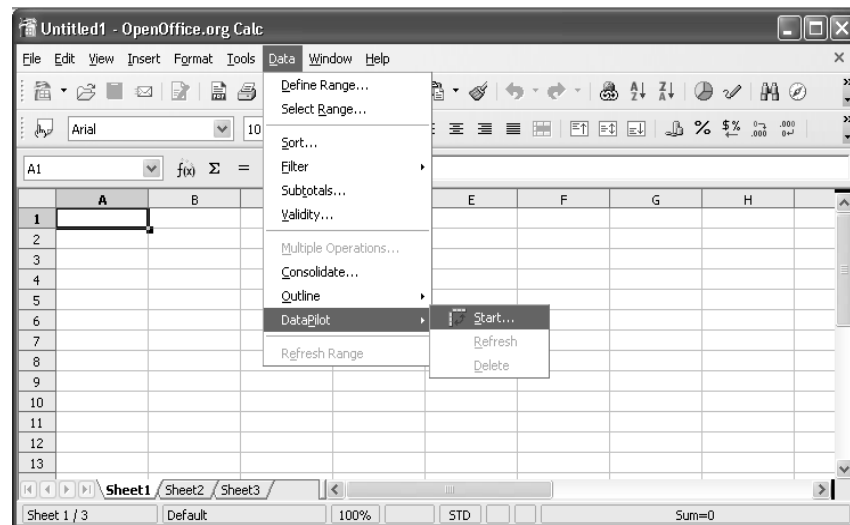 Untitled1 - OpenOffice.org Calc
File Edit View Insert Format Tools Data Window Help
Define Range...
Select Range...
Sort...
Filter
Subtotals...
Validity...
Multiple Operations...
Consolidate...
Outline
DataPilot
Refresh Range
Start...
Refresh
Delete
Arial 10
A1 f(x) Σ =
A B E F G H
1
2
3
4
5
6
7
8
9
10
11
12
13
Sheet1 Sheet2 Sheet3
Sheet 1 / 3 Default 100% STD Sum=0